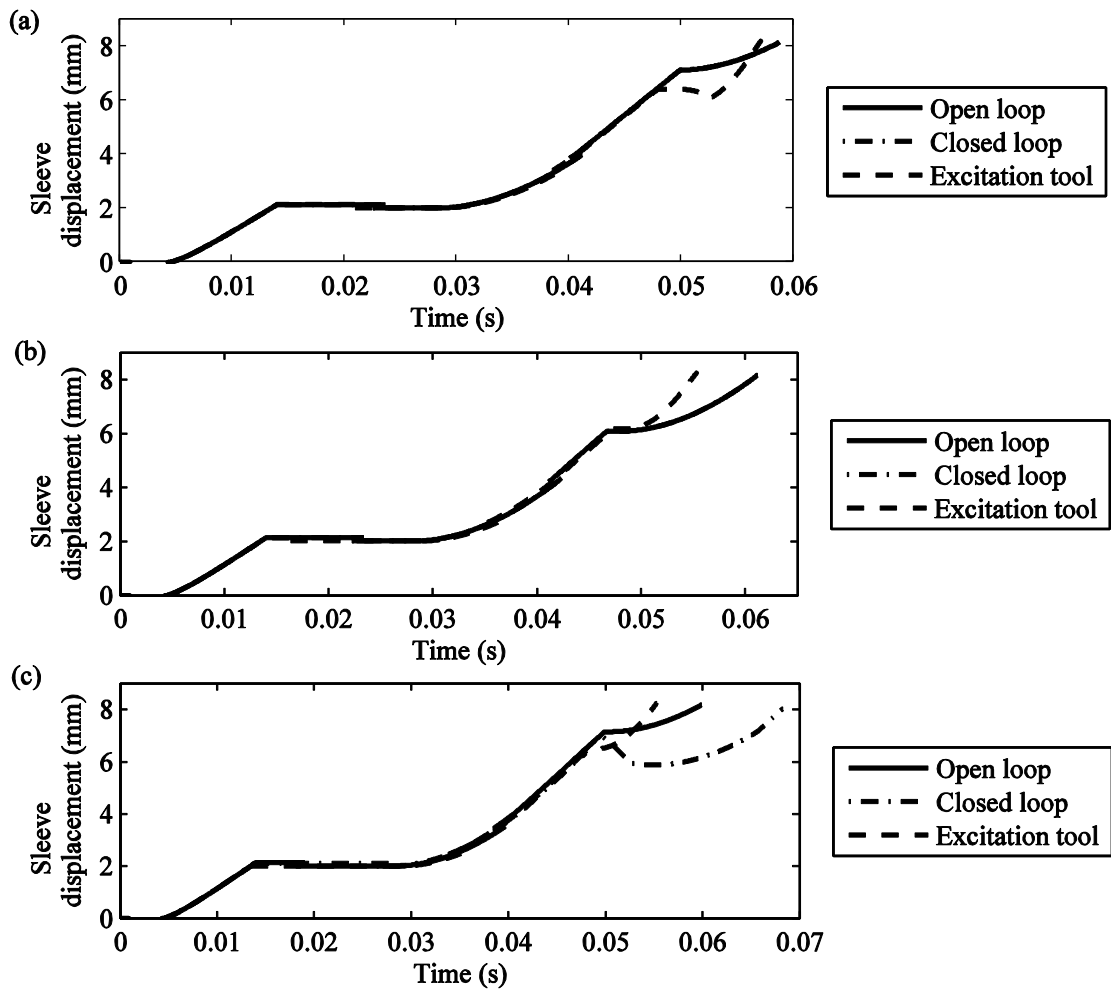 (a)
Sleeve
displacement (mm)
8
6
4
2
0
0 0.01 0.02 0.03 0.04 0.05 0.06
Time (s)
Open loop
Closed loop
Excitation tool
(b)
Sleeve
displacement (mm)
8
6
4
2
0
0 0.01 0.02 0.03 0.04 0.05 0.06
Time (s)
Open loop
Closed loop
Excitation tool
(c)
Sleeve
displacement (mm)
8
6
4
2
0
0 0.01 0.02 0.03 0.04 0.05 0.06 0.07
Time (s)
Open loop
Closed loop
Excitation tool